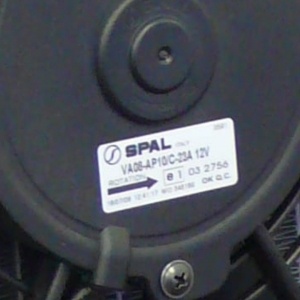 SPAL ITALY
VA08-AP10/C-23A 12V
ROTATION e 1 03 2756
OK Q.C.